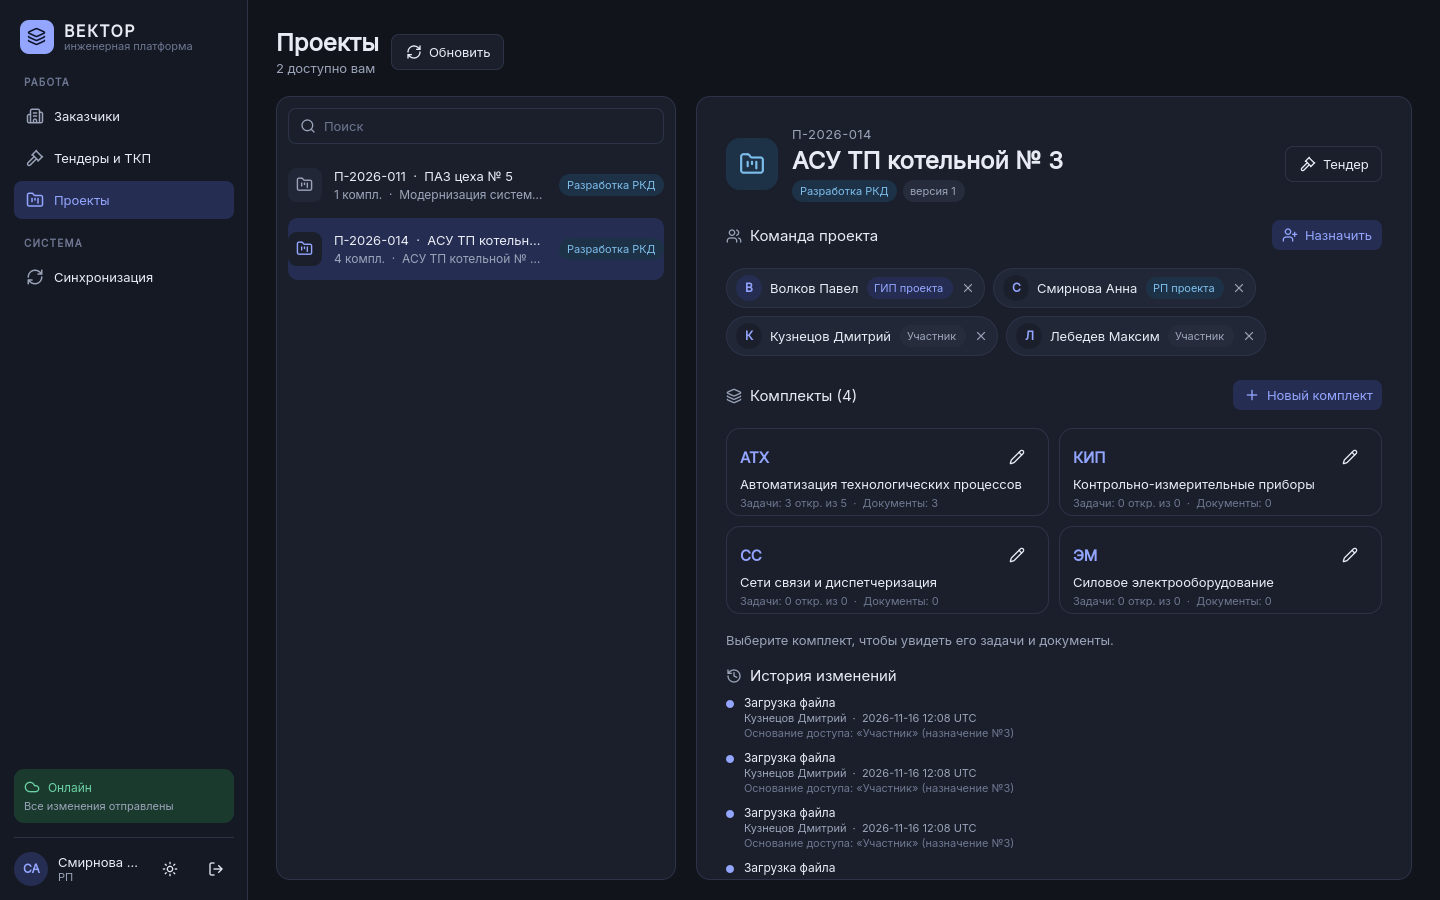 ВЕКТОР
инженерная платформа
РАБОТА
Заказчики
Тендеры и ТКП
Проекты
СИСТЕМА
Синхронизация
Онлайн
Все изменения отправлены
СА
Смирнова ...
РП
Проекты
2 доступно вам
Обновить
Поиск
П-2026-011 · ПАЗ цеха № 5
1 компл. · Модернизация систем...
Разработка РКД
П-2026-014 · АСУ ТП котельн...
4 компл. · АСУ ТП котельной № ...
Разработка РКД
П-2026-014
АСУ ТП котельной № 3
Разработка РКД
версия 1
Тендер
Команда проекта
Назначить
В Волков Павел ГИП проекта
С Смирнова Анна РП проекта
К Кузнецов Дмитрий Участник
Л Лебедев Максим Участник
Комплекты (4)
Новый комплект
АТХ
Автоматизация технологических процессов
Задачи: 3 откр. из 5 · Документы: 3
КИП
Контрольно-измерительные приборы
Задачи: 0 откр. из 0 · Документы: 0
СС
Сети связи и диспетчеризация
Задачи: 0 откр. из 0 · Документы: 0
ЭМ
Силовое электрооборудование
Задачи: 0 откр. из 0 · Документы: 0
Выберите комплект, чтобы увидеть его задачи и документы.
История изменений
Загрузка файла
Кузнецов Дмитрий · 2026-11-16 12:08 UTC
Основание доступа: «Участник» (назначение №3)
Загрузка файла
Кузнецов Дмитрий · 2026-11-16 12:08 UTC
Основание доступа: «Участник» (назначение №3)
Загрузка файла
Кузнецов Дмитрий · 2026-11-16 12:08 UTC
Основание доступа: «Участник» (назначение №3)
Загрузка файла